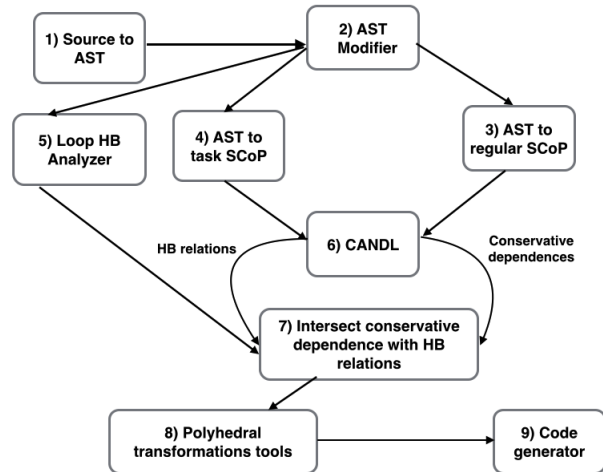 1) Source to
AST
2) AST
Modifier
5) Loop HB
Analyzer
4) AST to
task SCoP
3) AST to
regular SCoP
HB relations
6) CANDL
Conservative
dependences
7) Intersect conservative
dependence with HB
relations
8) Polyhedral
transformations tools
9) Code
generator